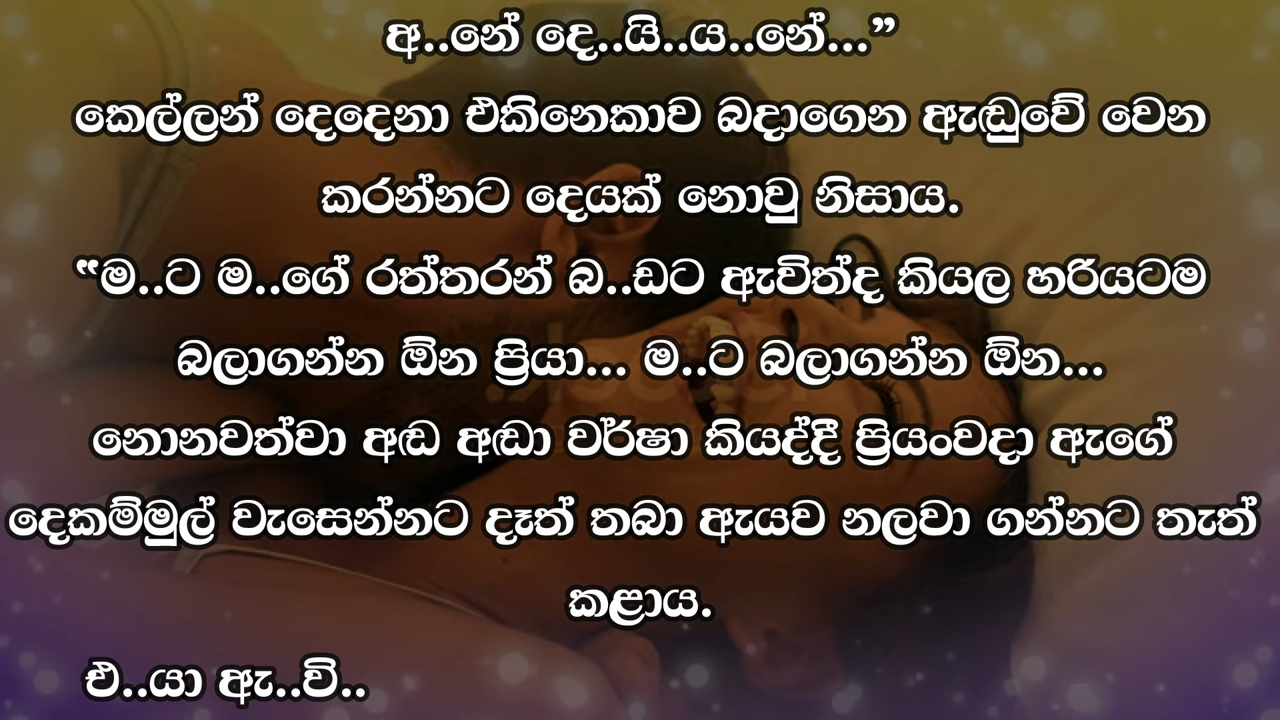 අ..නේ දෙ..යි..ය..නේ...”
කෙල්ලන් දෙදෙනා එකිනෙකාව බදාගෙන ඇඬුවේ වෙන
කරන්නට දෙයක් නොවූ නිසාය.
“ම..ට ම..ගේ රත්තරන් බ..ඩට ඇවිත්ද කියල හරියටම
බලාගන්න ඕන ප්‍රියා... ම..ට බලාගන්න ඕන...
නොනවත්වා අඬ අඬා වර්ෂා කියද්දී ප්‍රියංවදා ඇගේ
දෙකම්මුල් වැසෙන්නට දෑත් තබා ඇයව නලවා ගන්නට තැත්
කළාය.
එ..යා ඇ..වි..